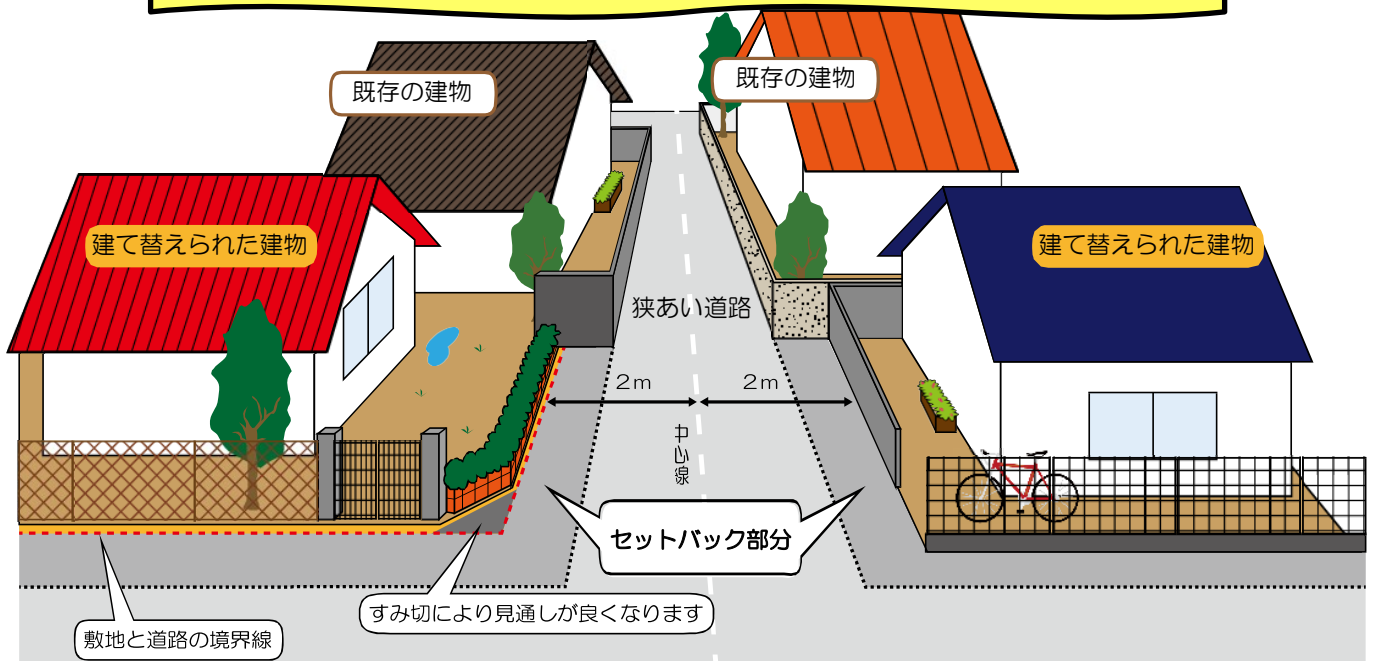 既存の建物
既存の建物
建て替えられた建物
建て替えられた建物
狭あい道路
2m
2m
中心線
セットバック部分
すみ切により見通しが良くなります
敷地と道路の境界線